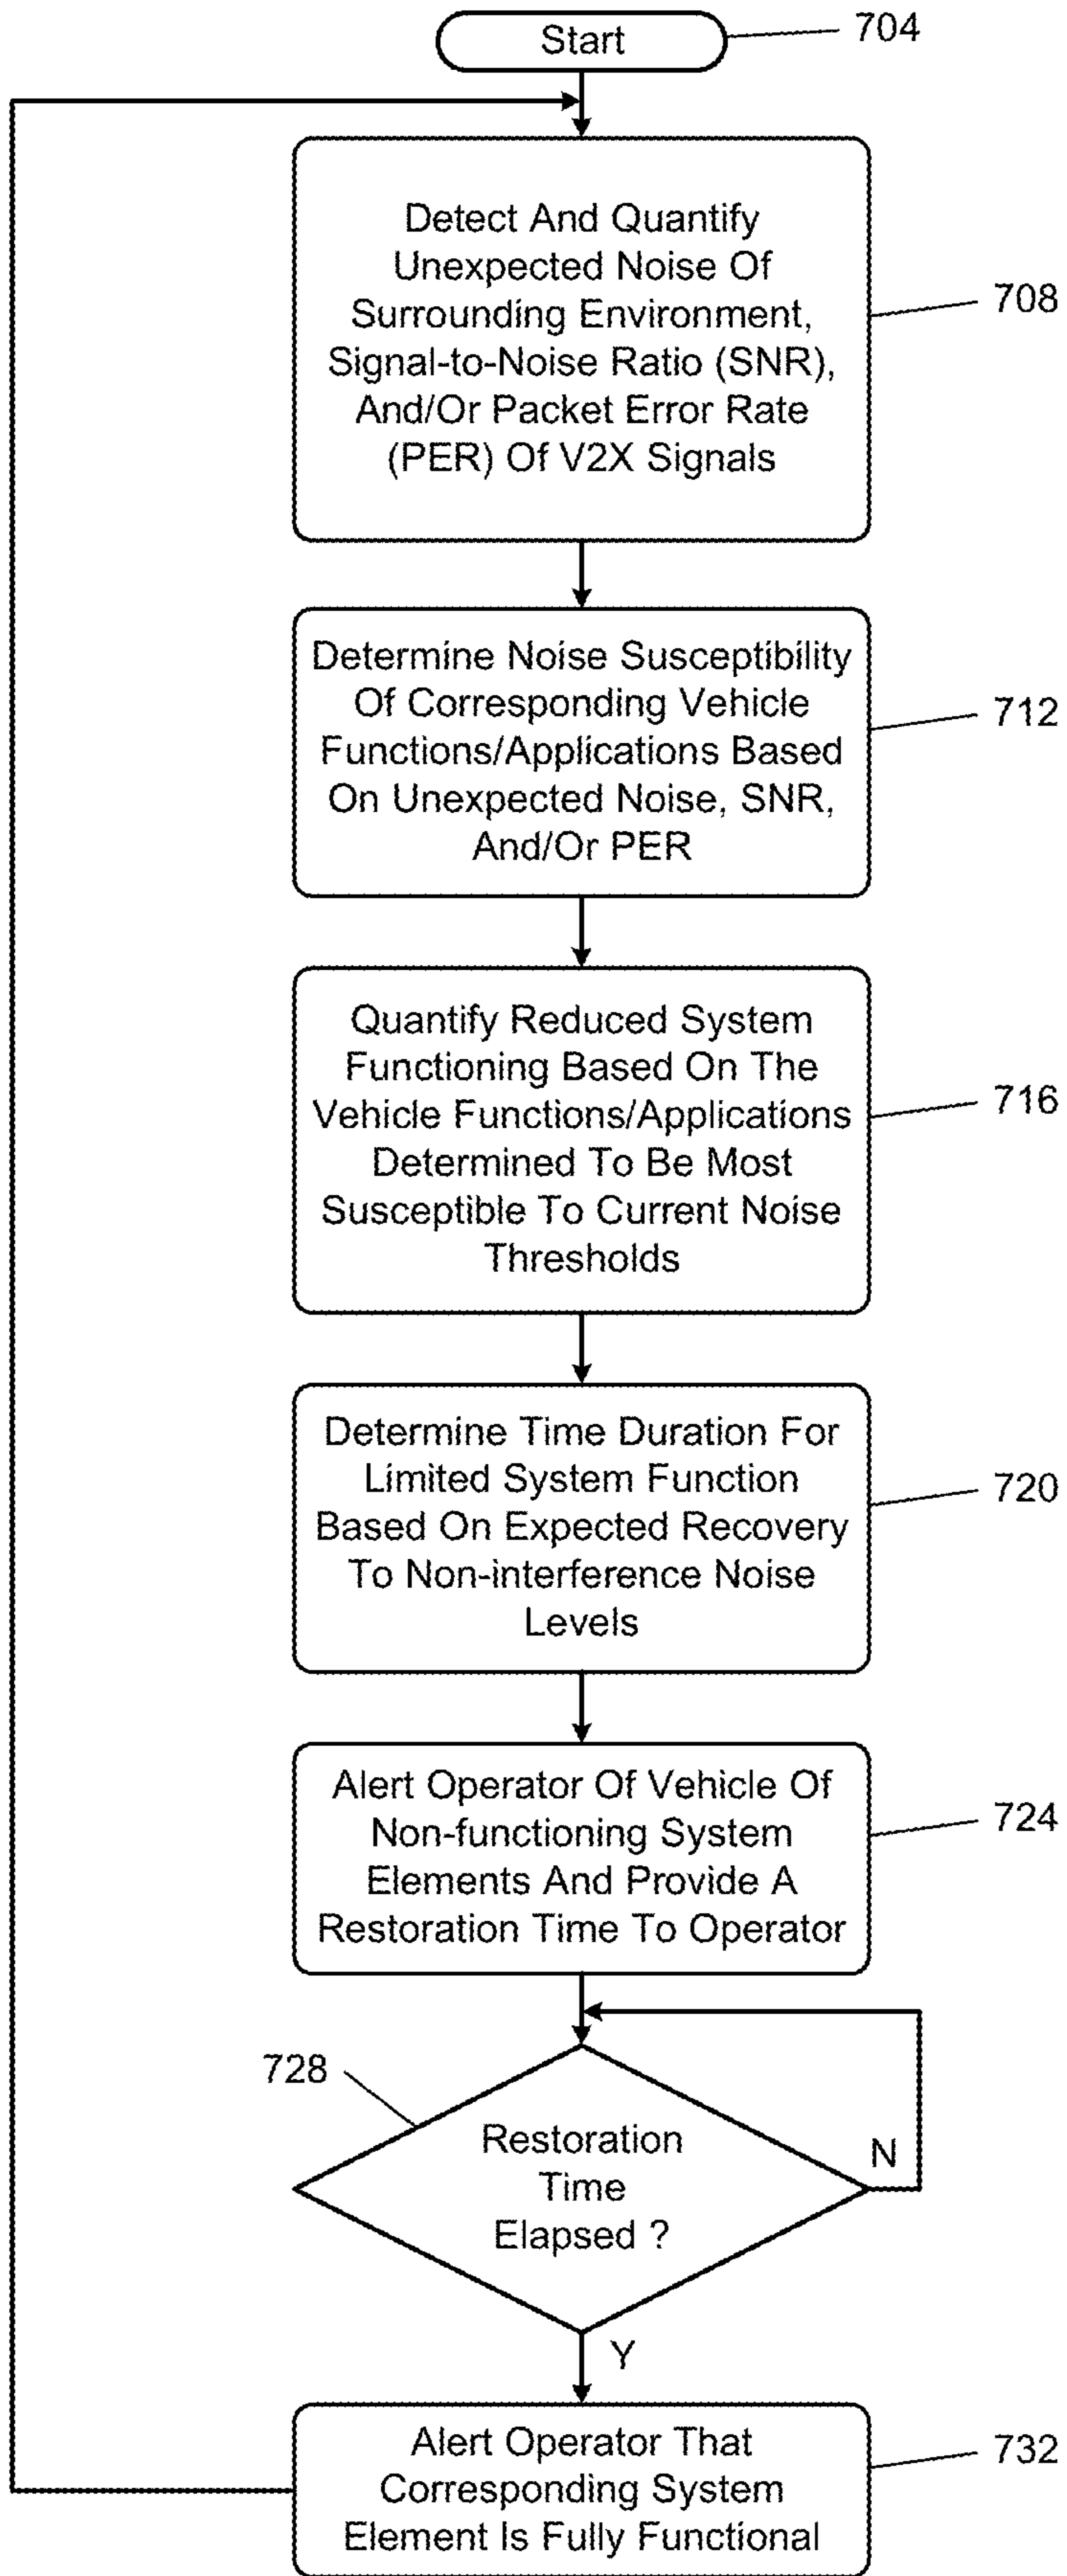 Start
704
Detect And Quantify
Unexpected Noise Of
Surrounding Environment,
Signal-to-Noise Ratio (SNR),
And/Or Packet Error Rate
(PER) Of V2X Signals
708
Determine Noise Susceptibility
Of Corresponding Vehicle
Functions/Applications Based
On Unexpected Noise, SNR,
And/Or PER
712
Quantify Reduced System
Functioning Based On The
Vehicle Functions/Applications
Determined To Be Most
Susceptible To Current Noise
Thresholds
716
Determine Time Duration For
Limited System Function
Based On Expected Recovery
To Non-interference Noise
Levels
720
Alert Operator Of Vehicle Of
Non-functioning System
Elements And Provide A
Restoration Time To Operator
724
728
Restoration
Time
Elapsed ?
N
Y
Alert Operator That
Corresponding System
Element Is Fully Functional
732